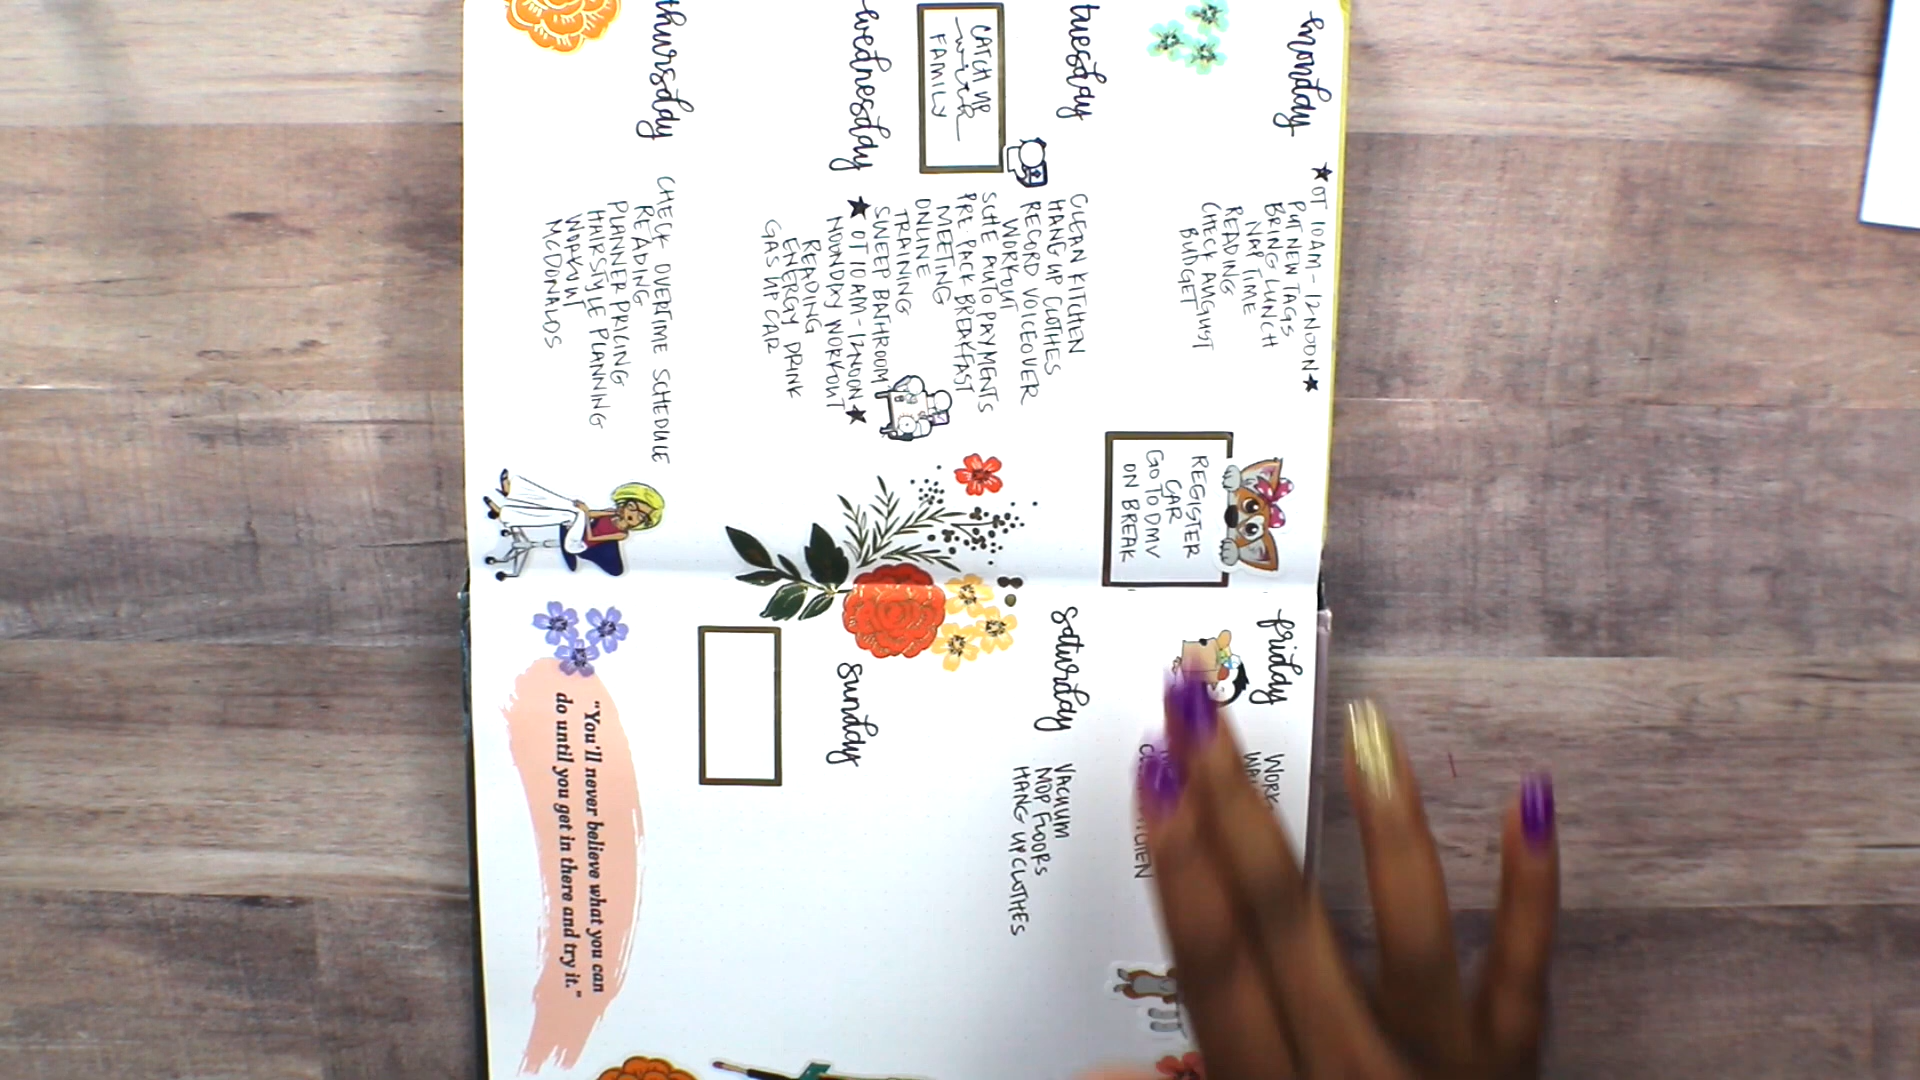 monday
★OT 10AM-12NOON★
PUT NEW TAGS
BRING LUNCH
NAP TIME
READING
CHECK AUGUST
BUDGET
REGISTER
CAR
GO TO DMV
ON BREAK
tuesday
CLEAN KITCHEN
HANG UP CLOTHES
RECORD VOICEOVER
WORKOUT
SCHE AUTO PAYMENTS
PRE PACK BREAKFAST
MEETING
ONLINE
TRAINING
CATCH UP
with
FAMILY
wednesday
SWEEP BATHROOM
★OT 10AM-12NOON★
NOONDAY WORKOUT
READING
ENERGY DRINK
GAS UP CAR
thursday
CHECK OVERTIME SCHEDULE
READING
PLANNER PRICING
HAIRSTYLE PLANNING
WORKOUT
MCDONALDS
friday
WORK
saturday
VACUUM
MOP FLOORS
HANG UP CLOTHES
sunday
"You'll never believe what you can
do until you get in there and try it."